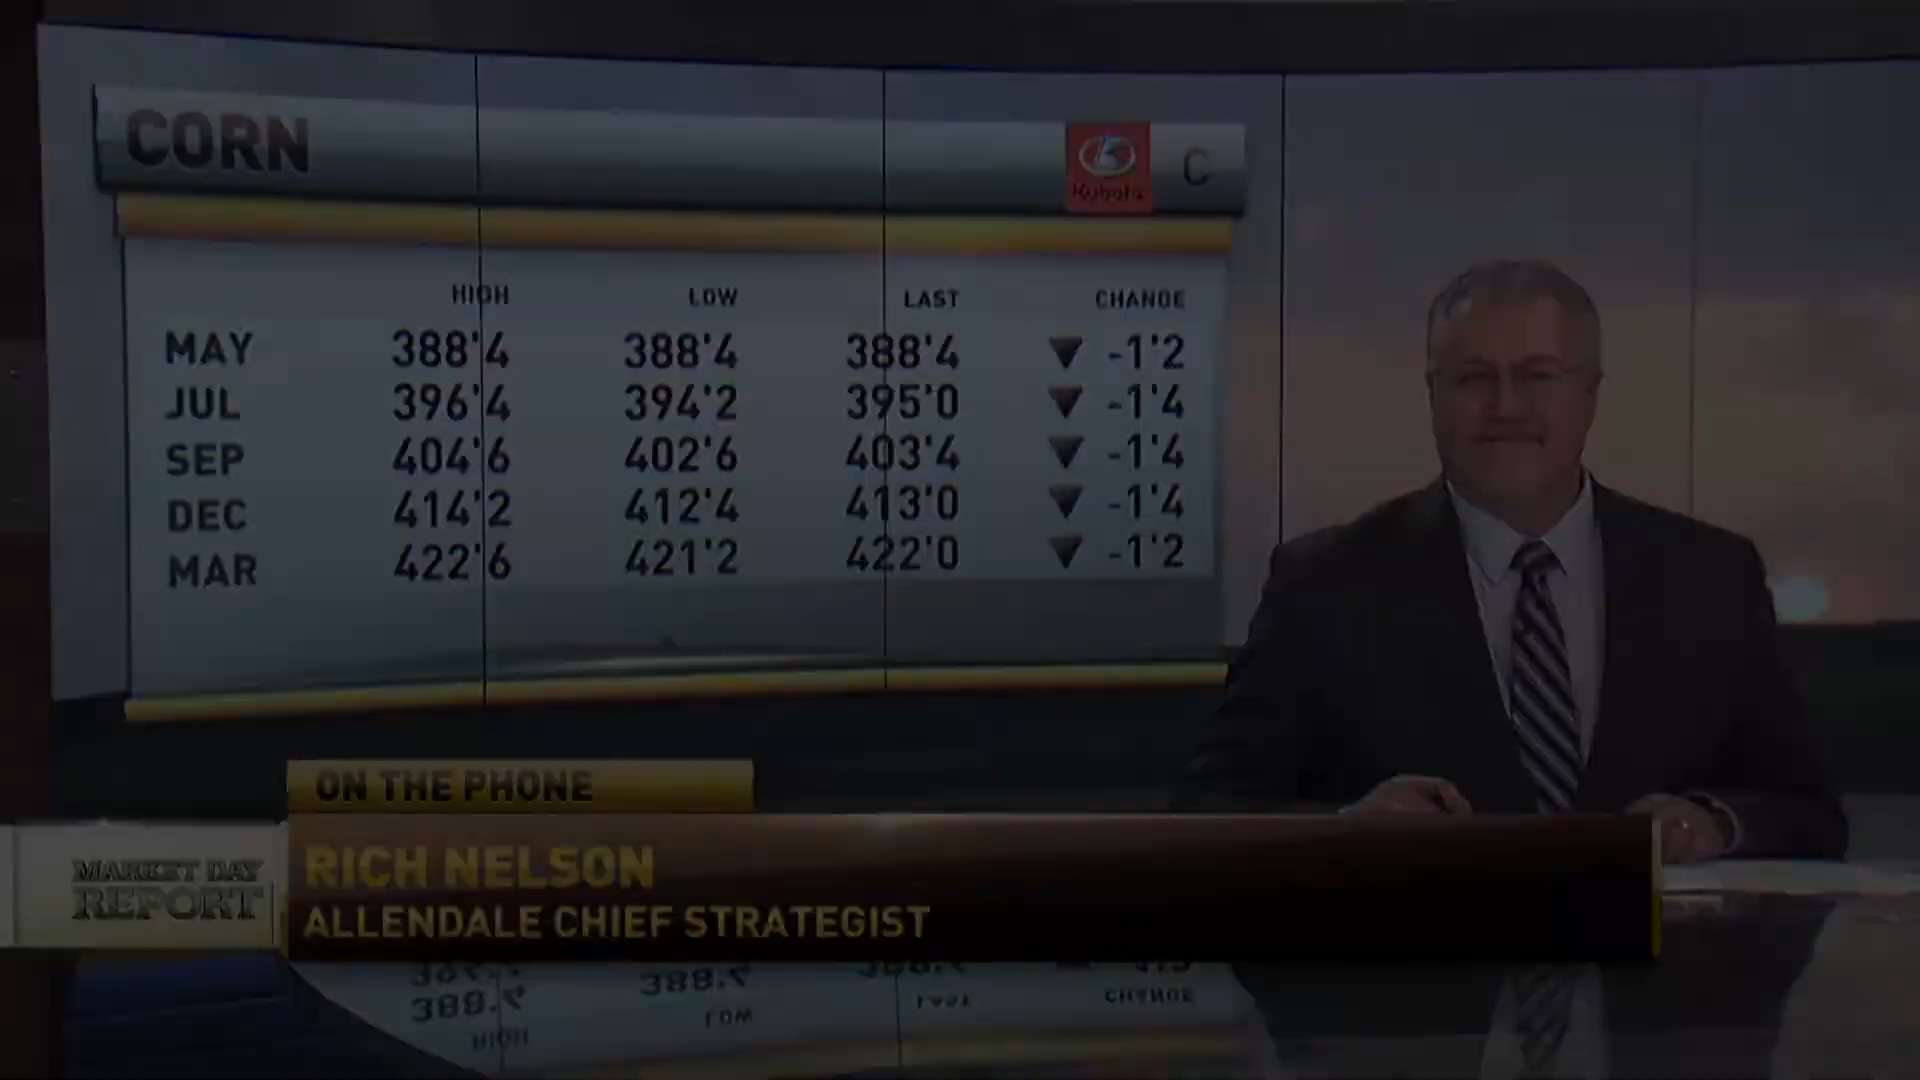 CORN
Kubota
C
HIGH LOW LAST CHANGE
MAY 388'4 388'4 388'4 ▼ -1'2
JUL 396'4 394'2 395'0 ▼ -1'4
SEP 404'6 402'6 403'4 ▼ -1'4
DEC 414'2 412'4 413'0 ▼ -1'4
MAR 422'6 421'2 422'0 ▼ -1'2
ON THE PHONE
MARKET DAY
REPORT
RICH NELSON
ALLENDALE CHIEF STRATEGIST